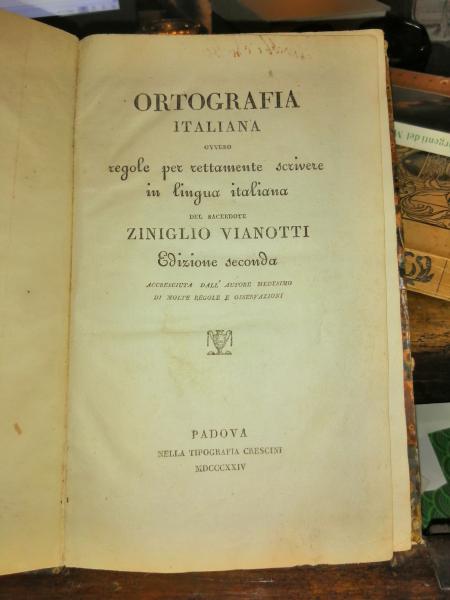 ORTOGRAFIA
ITALIANA
OVVERO
regole per rettamente scrivere
in lingua italiana
DEL SACERDOTE
ZINIGLIO VIANOTTI
Edizione seconda
ACCRESCIUTA DALL' AUTORE MEDESIMO
DI MOLTE REGOLE E OSSERVAZIONI
PADOVA
NELLA TIPOGRAFIA CRESCINI
MDCCCXXIV